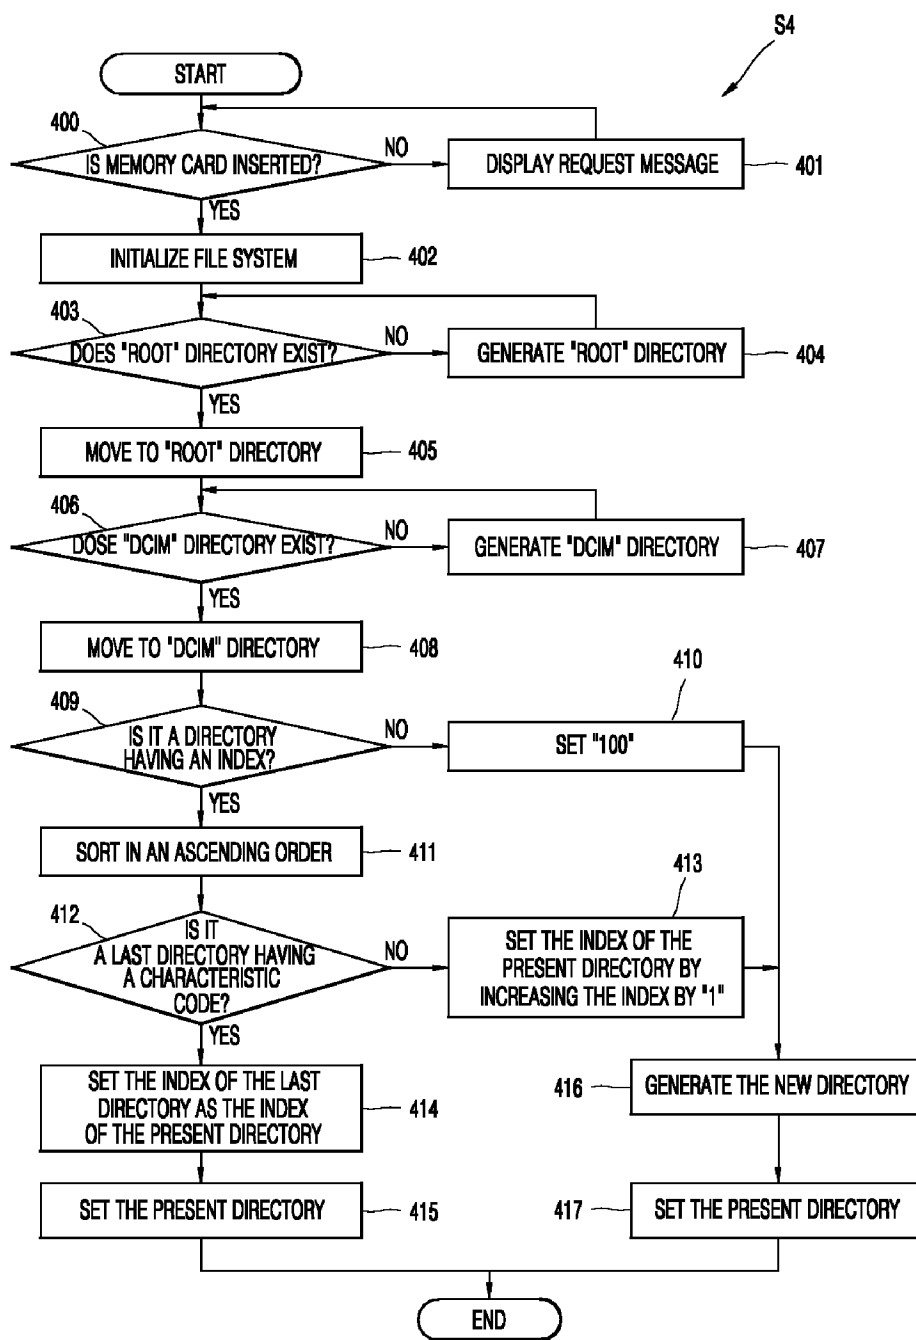 S4
START
400
IS MEMORY CARD INSERTED?
NO
DISPLAY REQUEST MESSAGE
401
YES
INITIALIZE FILE SYSTEM
402
403
DOES "ROOT" DIRECTORY EXIST?
NO
GENERATE "ROOT" DIRECTORY
404
YES
MOVE TO "ROOT" DIRECTORY
405
406
DOSE "DCIM" DIRECTORY EXIST?
NO
GENERATE "DCIM" DIRECTORY
407
YES
MOVE TO "DCIM" DIRECTORY
408
409
IS IT A DIRECTORY
HAVING AN INDEX?
NO
410
SET "100"
YES
SORT IN AN ASCENDING ORDER
411
412
IS IT
A LAST DIRECTORY HAVING
A CHARACTERISTIC
CODE?
NO
413
SET THE INDEX OF THE
PRESENT DIRECTORY BY
INCREASING THE INDEX BY "1"
YES
SET THE INDEX OF THE LAST
DIRECTORY AS THE INDEX
OF THE PRESENT DIRECTORY
414
416
GENERATE THE NEW DIRECTORY
SET THE PRESENT DIRECTORY
415
417
SET THE PRESENT DIRECTORY
END